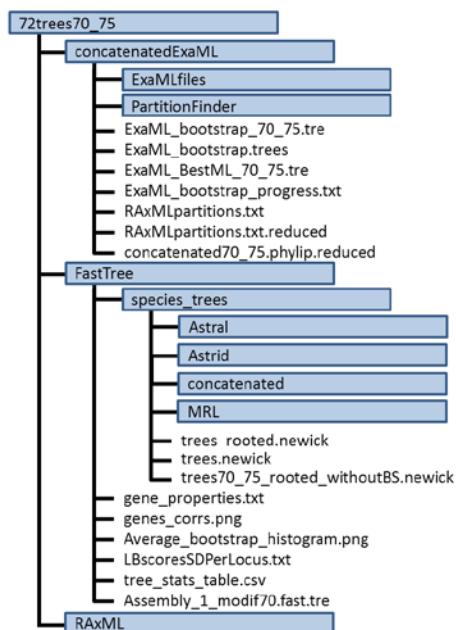 72trees70_75
concatenatedExaML
ExaMLfiles
PartitionFinder
ExaML_bootstrap_70_75.tre
ExaML_bootstrap.trees
ExaML_BestML_70_75.tre
ExaML_bootstrap_progress.txt
RAxMLpartitions.txt
RAxMLpartitions.txt.reduced
concatenated70_75.phylip.reduced
FastTree
species_trees
Astral
Astrid
concatenated
MRL
trees_rooted.newick
trees.newick
trees70_75_rooted_withoutBS.newick
gene_properties.txt
genes_corrs.png
Average_bootstrap_histogram.png
LBscoresSDPerLocus.txt
tree_stats_table.csv
Assembly_1_modif70.fast.tre
RAxML